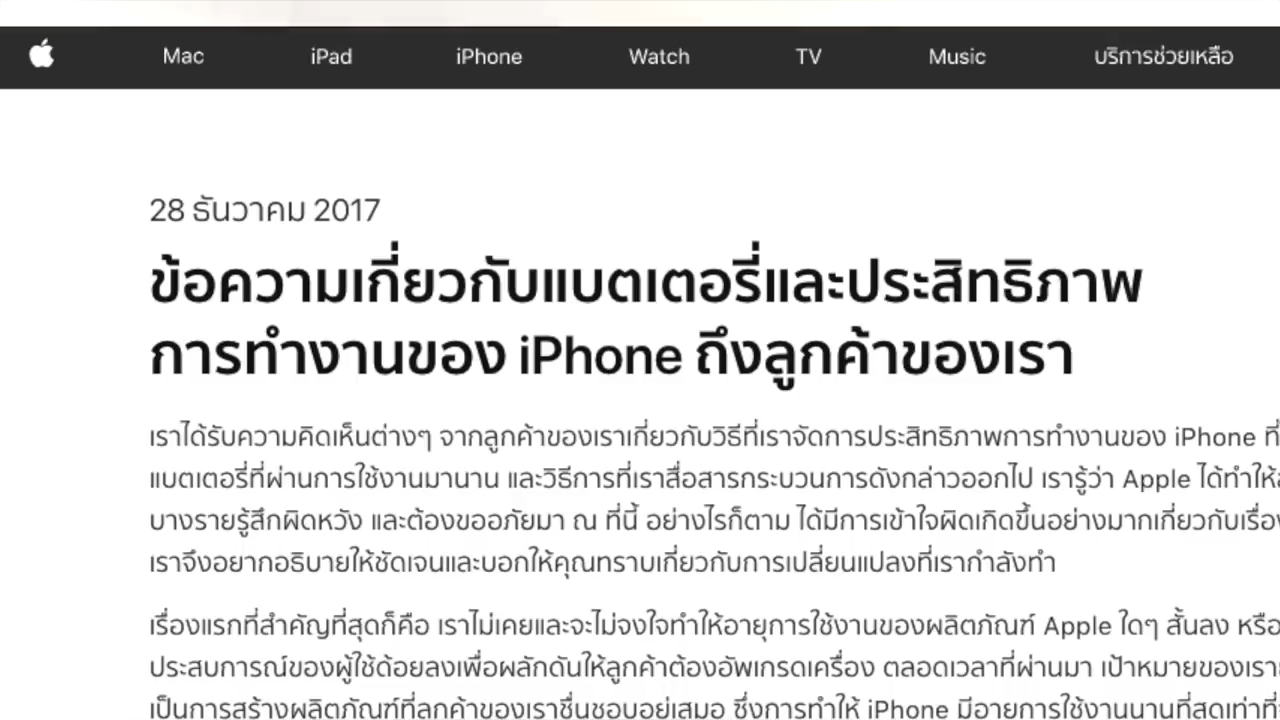 Mac iPad iPhone Watch TV Music บริการช่วยเหลือ
28 ธันวาคม 2017
ข้อความเกี่ยวกับแบตเตอรี่และประสิทธิภาพ
การทำงานของ iPhone ถึงลูกค้าของเรา
เราได้รับความคิดเห็นต่างๆ จากลูกค้าของเราเกี่ยวกับวิธีที่เราจัดการประสิทธิภาพการทำงานของ iPhone ที่
แบตเตอรี่ที่ผ่านการใช้งานมานาน และวิธีการที่เราสื่อสารกระบวนการดังกล่าวออกไป เรารู้ว่า Apple ได้ทำให้
บางรายรู้สึกผิดหวัง และต้องขออภัยมา ณ ที่นี้ อย่างไรก็ตาม ได้มีการเข้าใจผิดเกิดขึ้นอย่างมากเกี่ยวกับเรื่อง
เราจึงอยากอธิบายให้ชัดเจนและบอกให้คุณทราบเกี่ยวกับการเปลี่ยนแปลงที่เรากำลังทำ
เรื่องแรกที่สำคัญที่สุดก็คือ เราไม่เคยและจะไม่จงใจทำให้อายุการใช้งานของผลิตภัณฑ์ Apple ใดๆ สั้นลง หรือ
ประสบการณ์ของผู้ใช้ด้อยลงเพื่อผลักดันให้ลูกค้าต้องอัพเกรดเครื่อง ตลอดเวลาที่ผ่านมา เป้าหมายของเรา
เป็นการสร้างผลิตภัณฑ์ที่ลูกค้าของเราชื่นชอบอยู่เสมอ ซึ่งการทำให้ iPhone มีอายุการใช้งานนานที่สุดเท่าที่